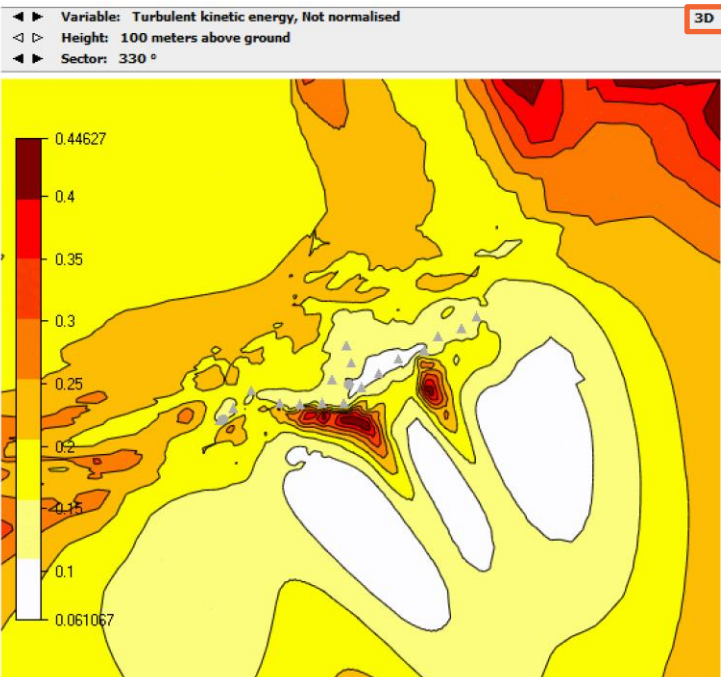 Variable: Turbulent kinetic energy, Not normalised
3D
Height: 100 meters above ground
Sector: 330 °
0.44627
0.4
0.35
0.3
0.25
0.2
0.15
0.1
0.061067